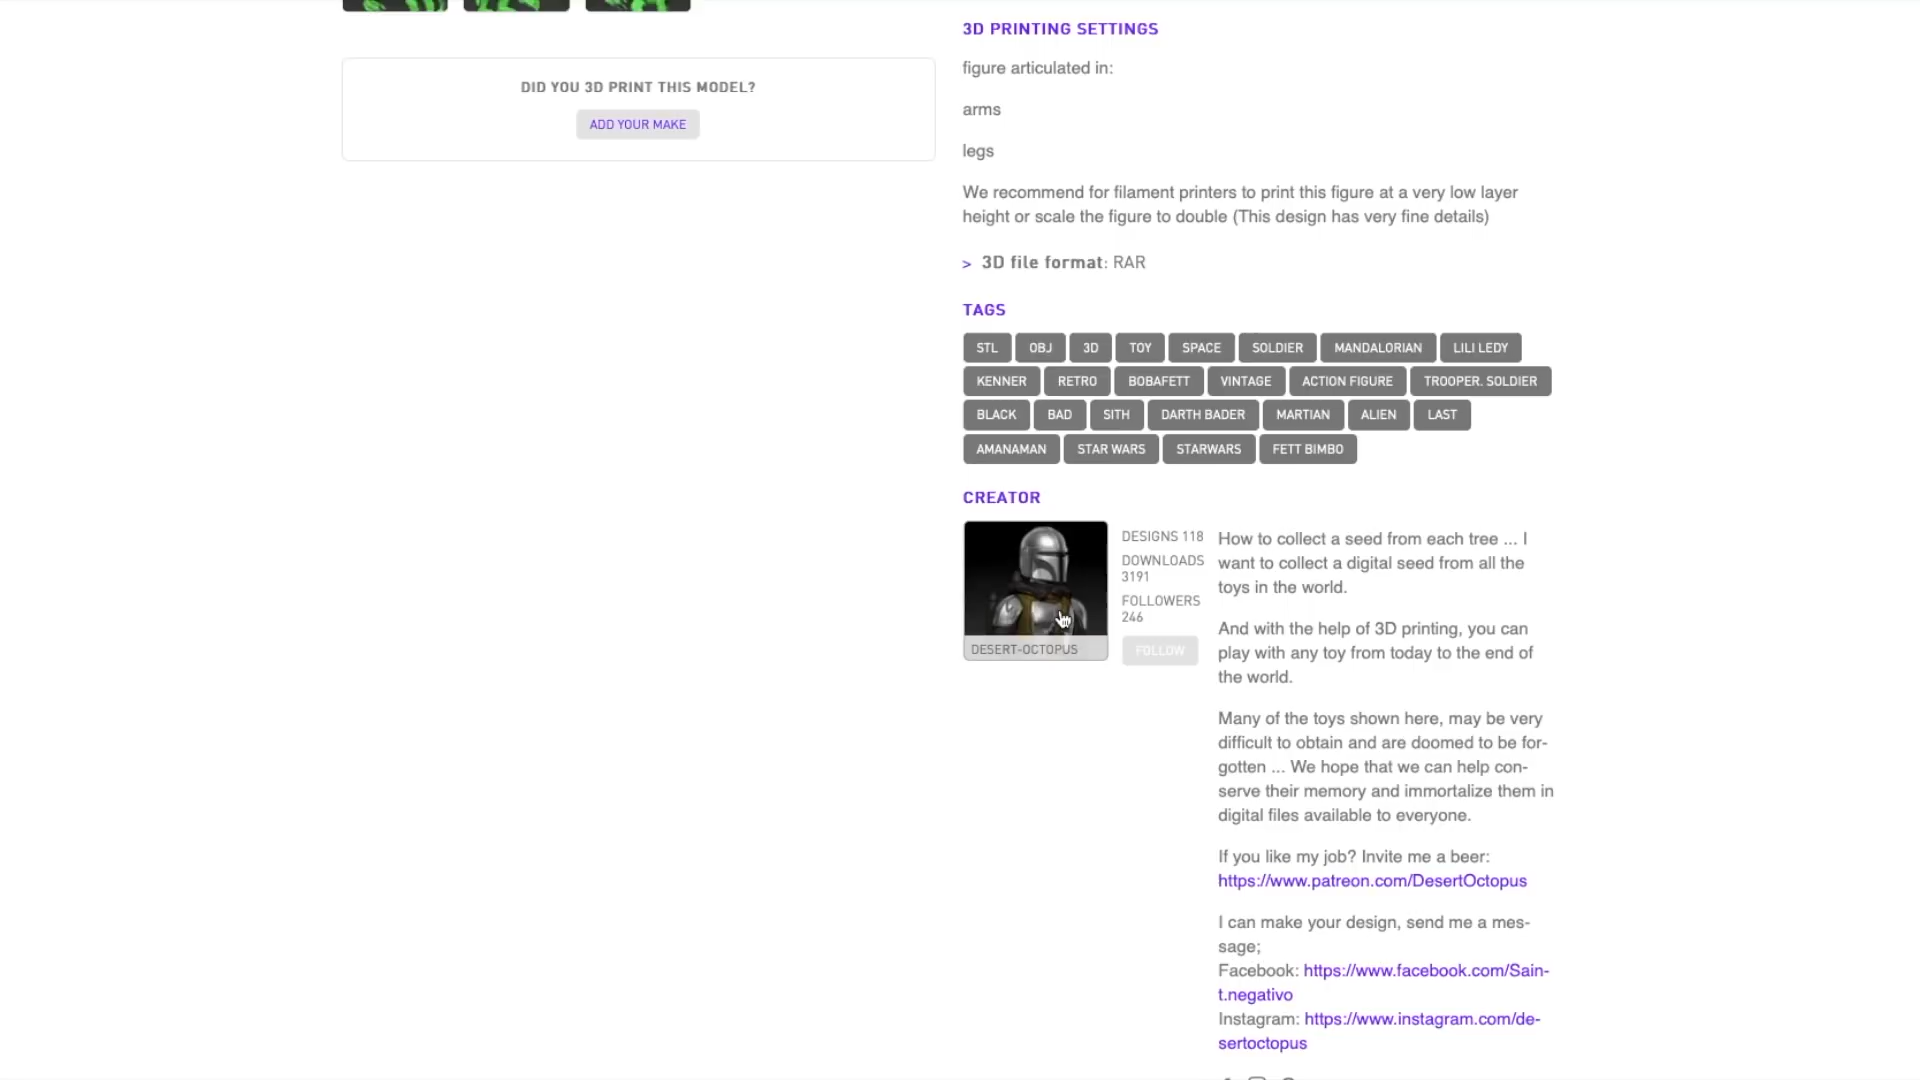 DID YOU 3D PRINT THIS MODEL?
ADD YOUR MAKE
3D PRINTING SETTINGS
figure articulated in:
arms
legs
We recommend for filament printers to print this figure at a very low layer
height or scale the figure to double (This design has very fine details)
> 3D file format: RAR
TAGS
STL OBJ 3D TOY SPACE SOLDIER MANDALORIAN LILI LEDY
KENNER RETRO BOBAFETT VINTAGE ACTION FIGURE TROOPER. SOLDIER
BLACK BAD SITH DARTH BADER MARTIAN ALIEN LAST
AMANAMAN STAR WARS STARWARS FETT BIMBO
CREATOR
DESERT-OCTOPUS
DESIGNS 118
DOWNLOADS
3191
FOLLOWERS
246
FOLLOW
How to collect a seed from each tree ... I
want to collect a digital seed from all the
toys in the world.
And with the help of 3D printing, you can
play with any toy from today to the end of
the world.
Many of the toys shown here, may be very
difficult to obtain and are doomed to be for-
gotten ... We hope that we can help con-
serve their memory and immortalize them in
digital files available to everyone.
If you like my job? Invite me a beer:
https://www.patreon.com/DesertOctopus
I can make your design, send me a mes-
sage;
Facebook: https://www.facebook.com/Sain-
t.negativo
Instagram: https://www.instagram.com/de-
sertoctopus